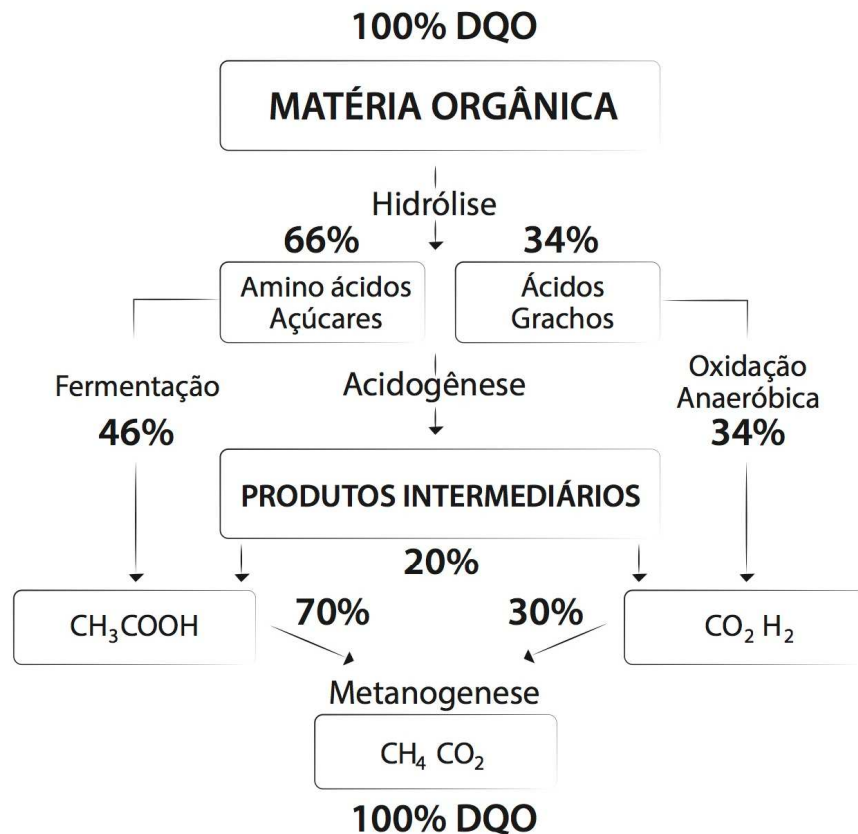 100% DQO
MATÉRIA ORGÂNICA
Hidrólise
66%
34%
Amino ácidos
Açúcares
Ácidos
Grachos
Fermentação
46%
Acidogênese
Oxidação
Anaeróbica
34%
PRODUTOS INTERMEDIÁRIOS
20%
CH₃COOH
70%
30%
CO₂ H₂
Metanogenese
CH₄ CO₂
100% DQO